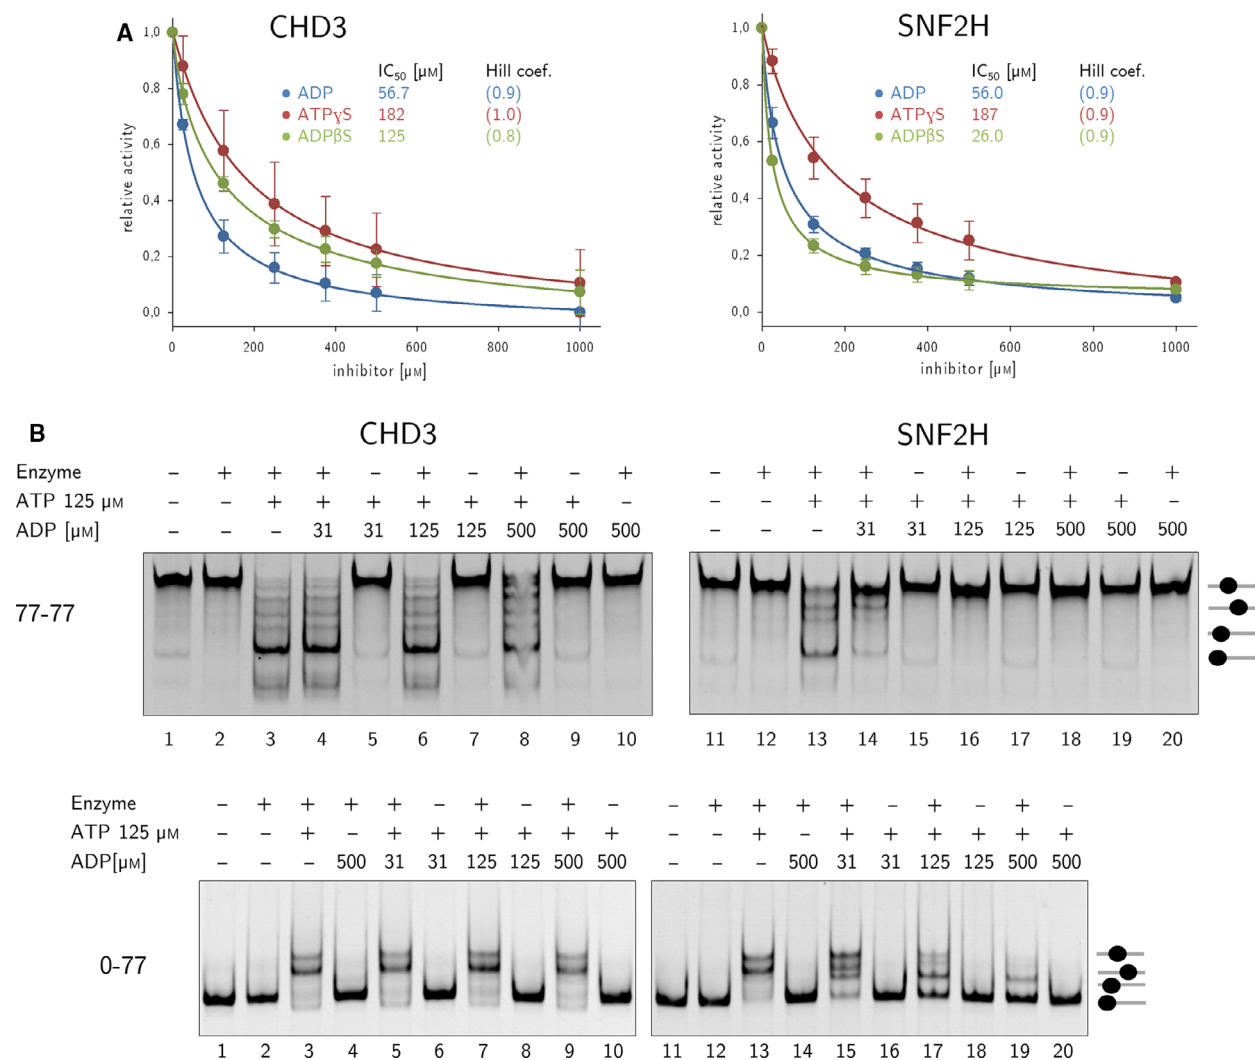 A
CHD3
SNF2H
IC50 [μM] Hill coef.
ADP 56.7 (0.9)
ATPγS 182 (1.0)
ADPβS 125 (0.8)
IC50 [μM] Hill coef.
ADP 56.0 (0.9)
ATPγS 187 (0.9)
ADPβS 26.0 (0.9)
relative activity
1,0
0,8
0,6
0,4
0,2
0,0
0 200 400 600 800 1000
inhibitor [μM]
relative activity
1,0
0,8
0,6
0,4
0,2
0,0
0 200 400 600 800 1000
inhibitor [μM]
B
CHD3
SNF2H
Enzyme – + + + – + – + – + – + + + – + – + – +
ATP 125 μM – – + + + + + + + – – – + + + + + + + –
ADP [μM] – – – 31 31 125 125 500 500 500 – – – 31 31 125 125 500 500 500
77-77
1 2 3 4 5 6 7 8 9 10 11 12 13 14 15 16 17 18 19 20
Enzyme – + + + + – + – + – – + + + + – + – + –
ATP 125 μM – – + – + + + + + + – – + – + + + + + +
ADP[μM] – – – 500 31 31 125 125 500 500 – – – 500 31 31 125 125 500 500
0-77
1 2 3 4 5 6 7 8 9 10 11 12 13 14 15 16 17 18 19 20